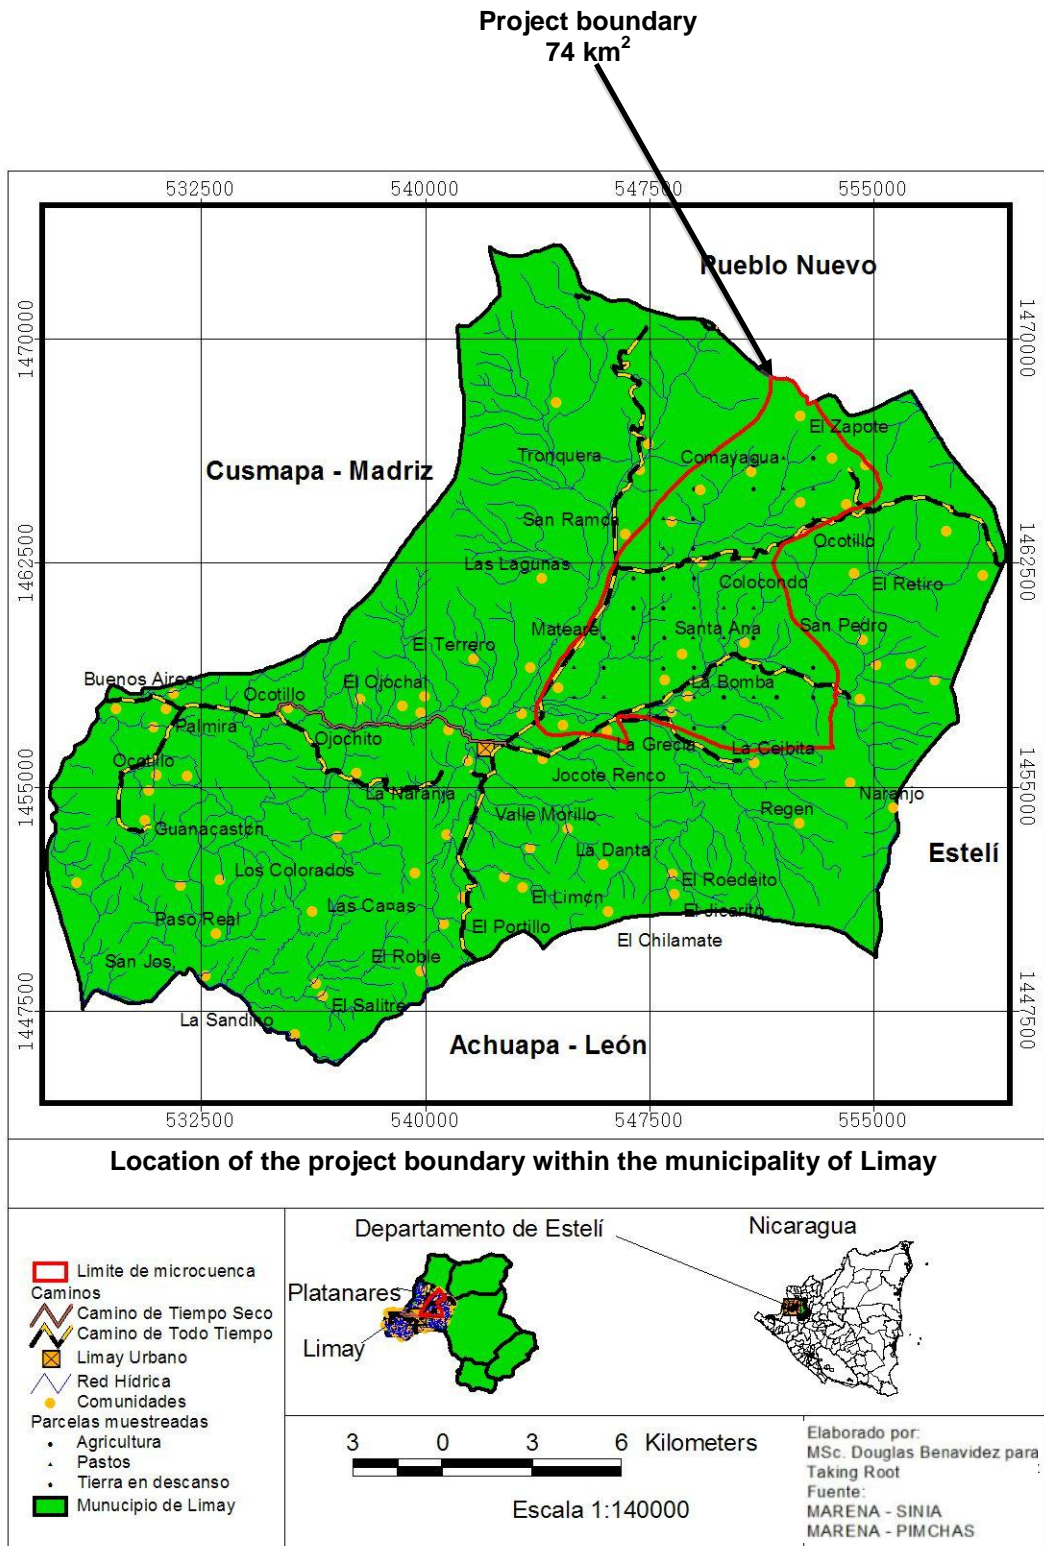 Project boundary
74 km²
532500 540000 547500 555000
Pueblo Nuevo
1470000 1470000
El Zapote
Cusmapa - Madriz
Tronquera Comayagua
San Ramón
Ocotillo
1462500 1462500
Las Lagunas Colocondo El Retiro
Mateare Santa Ana San Pedro
El Terrero
Buenos Aires El Ojochal La Bomba
Ocotillo
Palmira Ojochito La Grecia La Ceibita
Ocotillo Jocote Renco
1455000 1455000
La Naranja Naranjo
Valle Morillo Regen
Guanacastón
La Danta Estelí
Los Colorados El Roedeito
El Limón
Las Caxas El Jicarito
Paso Real El Portillo
El Chilamate
San Jos El Roble
1447500 1447500
El Salitre
La Sandino
Achuapa - León
532500 540000 547500 555000
Location of the project boundary within the municipality of Limay
Limite de microcuenca
Caminos
Camino de Tiempo Seco
Camino de Todo Tiempo
Limay Urbano
Red Hídrica
Comunidades
Parcelas muestreadas
Agricultura
Pastos
Tierra en descanso
Munucipio de Limay
Departamento de Estelí
Nicaragua
Platanares
Limay
3 0 3 6 Kilometers
Escala 1:140000
Elaborado por:
MSc. Douglas Benavidez para
Taking Root
Fuente:
MARENA - SINIA
MARENA - PIMCHAS